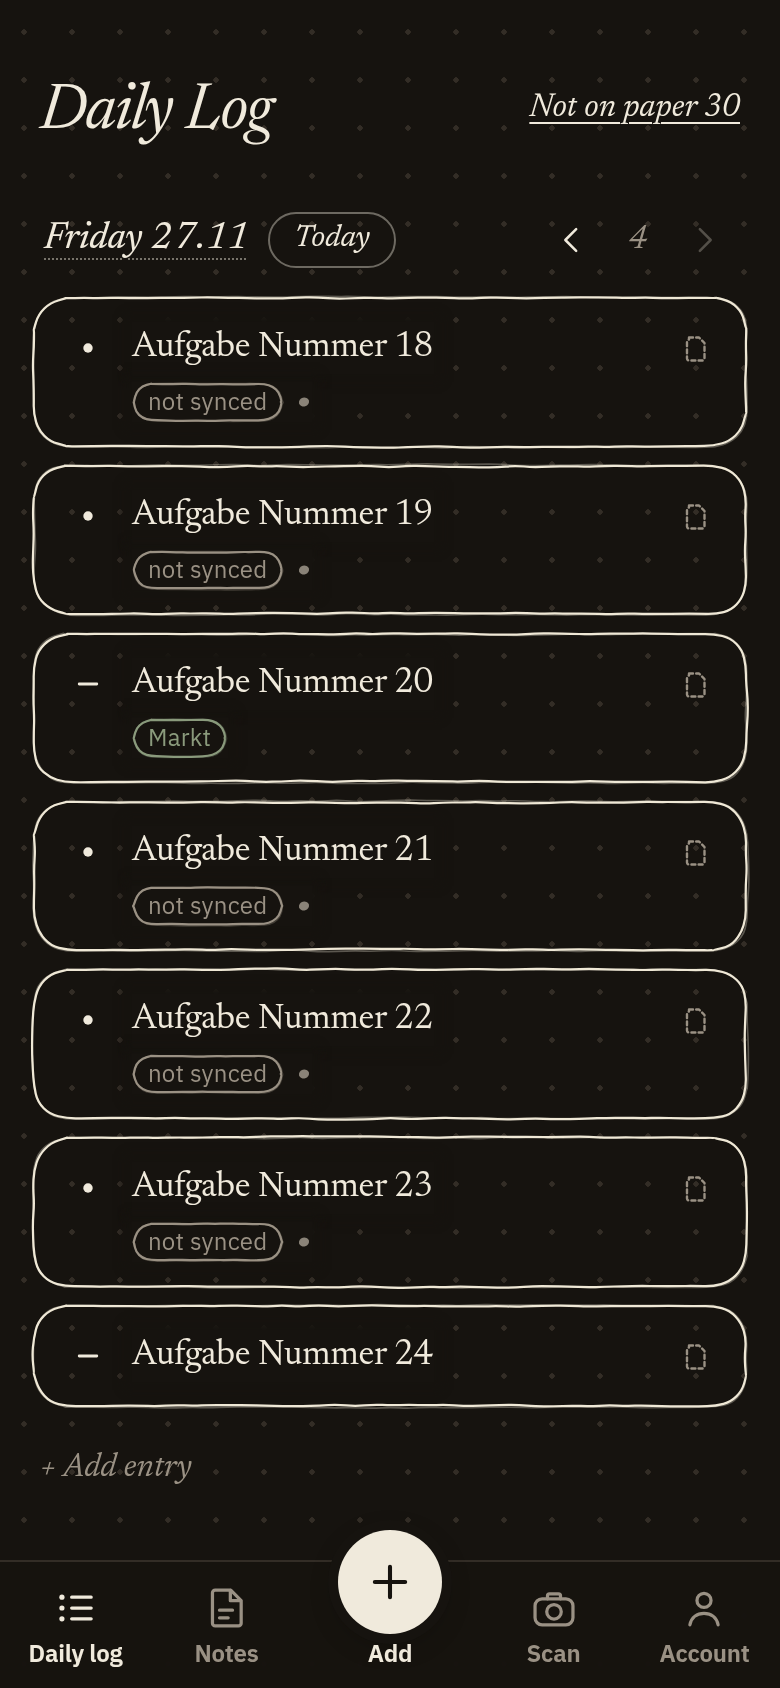 Daily Log
Not on paper 30
Friday 27.11
Today
4
• Aufgabe Nummer 18
not synced •
• Aufgabe Nummer 19
not synced •
– Aufgabe Nummer 20
Markt
• Aufgabe Nummer 21
not synced •
• Aufgabe Nummer 22
not synced •
• Aufgabe Nummer 23
not synced •
– Aufgabe Nummer 24
+ Add entry
Daily log
Notes
Add
Scan
Account